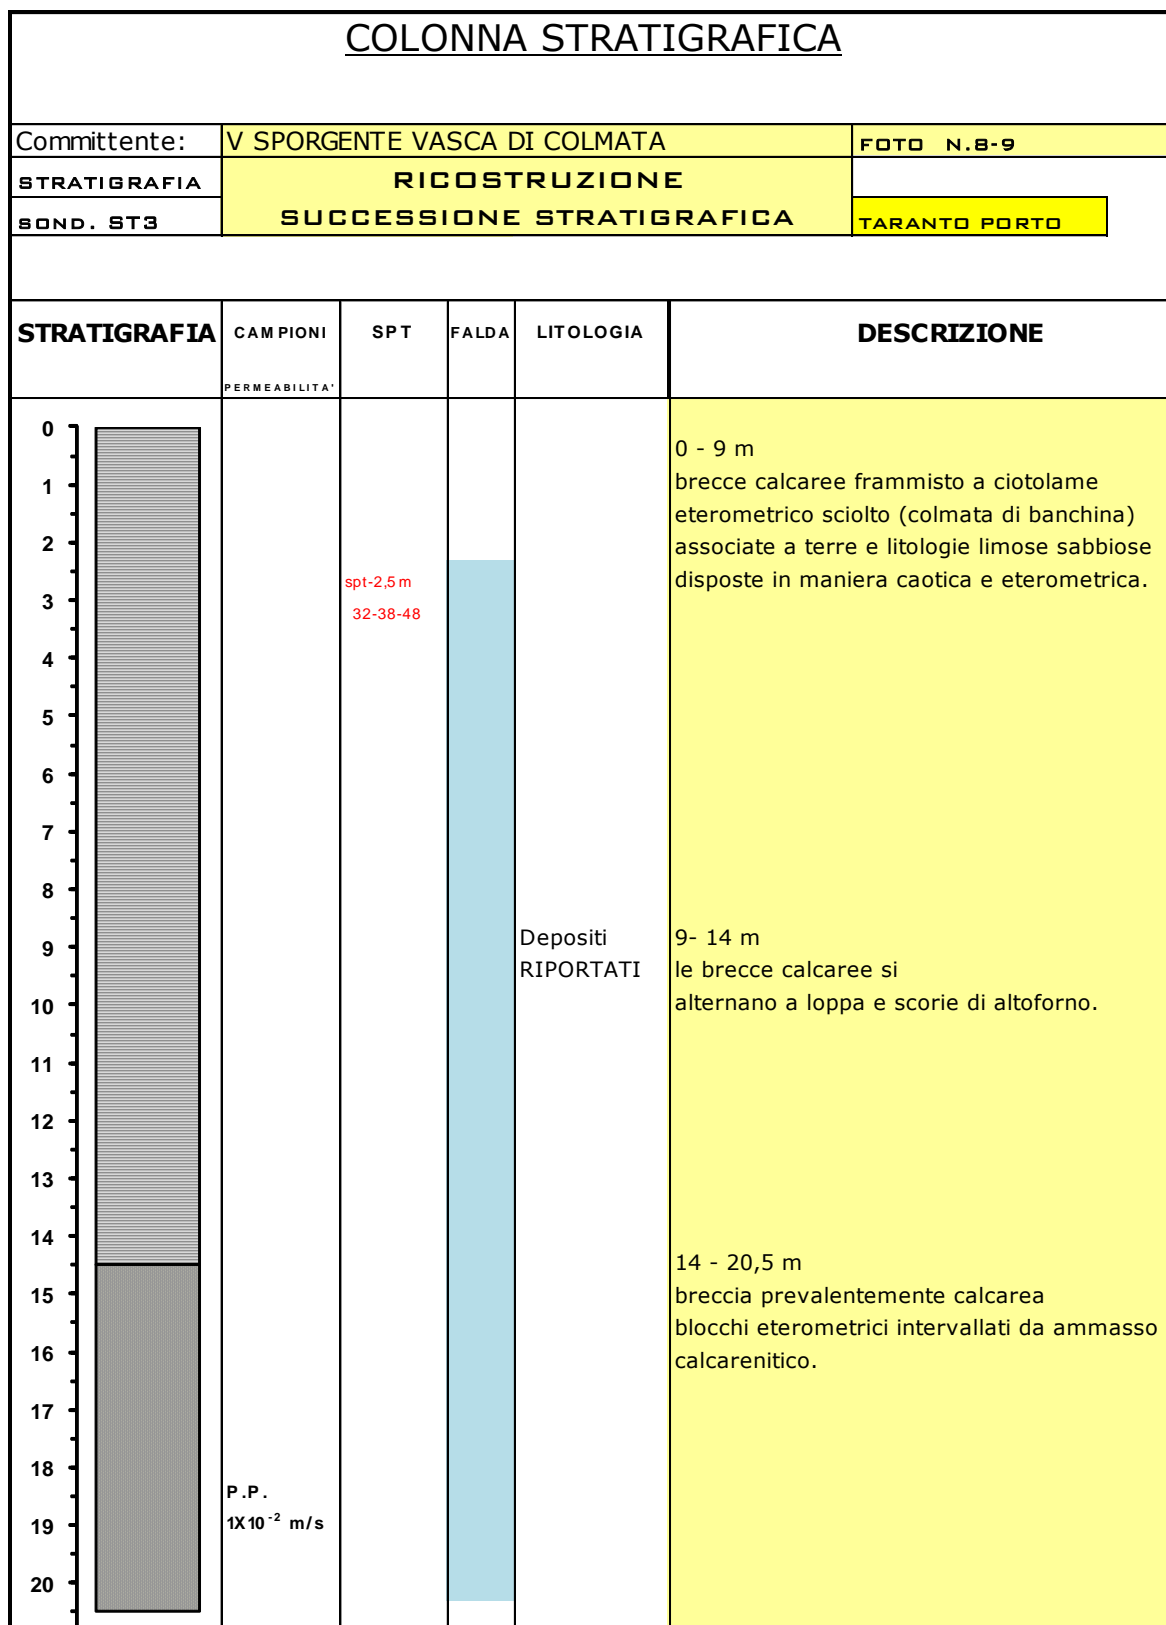 COLONNA STRATIGRAFICA
Committente: V SPORGENTE VASCA DI COLMATA FOTO N.8-9
STRATIGRAFIA RICOSTRUZIONE
SOND. ST3 SUCCESSIONE STRATIGRAFICA TARANTO PORTO
STRATIGRAFIA CAMPIONI SPT FALDA LITOLOGIA DESCRIZIONE
PERMEABILITA'
0
0 - 9 m
1 brecce calcaree frammisto a ciotolame
eterometrico sciolto (colmata di banchina)
2 associate a terre e litologie limose sabbiose
spt-2,5 m disposte in maniera caotica e eterometrica.
3
32-38-48
4
5
6
7
8
9 Depositi 9- 14 m
RIPORTATI le brecce calcaree si
10 alternano a loppa e scorie di altoforno.
11
12
13
14
14 - 20,5 m
15 breccia prevalentemente calcarea
blocchi eterometrici intervallati da ammasso
16 calcarenitico.
17
18
P.P.
19 1X10⁻² m/s
20